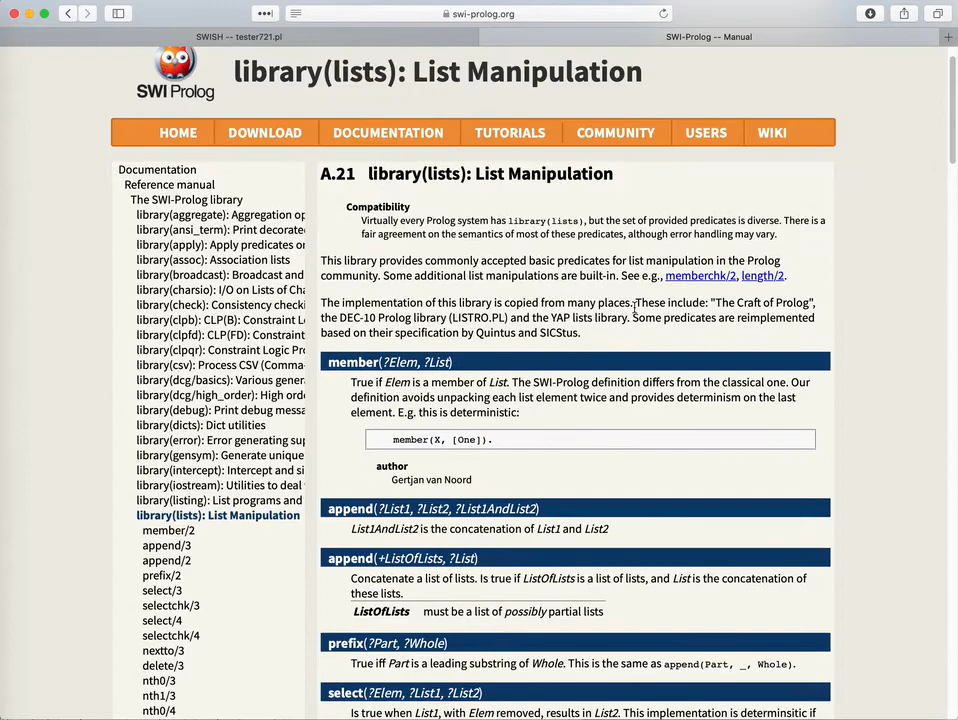 swi-prolog.org
SWISH -- tester721.pl
SWI-Prolog -- Manual
SWI Prolog
library(lists): List Manipulation
HOME
DOWNLOAD
DOCUMENTATION
TUTORIALS
COMMUNITY
USERS
WIKI
Documentation
Reference manual
The SWI-Prolog library
library(aggregate): Aggregation op
library(ansi_term): Print decorate
library(apply): Apply predicates on
library(assoc): Association lists
library(broadcast): Broadcast and
library(charsio): I/O on Lists of Cha
library(check): Consistency checki
library(clpb): CLP(B): Constraint L
library(clpfd): CLP(FD): Constraint
library(clpqr): Constraint Logic Pro
library(csv): Process CSV (Comma-
library(dcg/basics): Various gener
library(dcg/high_order): High orde
library(debug): Print debug messa
library(dicts): Dict utilities
library(error): Error generating sup
library(gensym): Generate unique
library(intercept): Intercept and si
library(iostream): Utilities to deal
library(listing): List programs and
library(lists): List Manipulation
member/2
append/3
append/2
prefix/2
select/3
selectchk/3
select/4
selectchk/4
nextto/3
delete/3
nth0/3
nth1/3
nth0/4
A.21 library(lists): List Manipulation
Compatibility
Virtually every Prolog system has library(lists), but the set of provided predicates is diverse. There is a
fair agreement on the semantics of most of these predicates, although error handling may vary.
This library provides commonly accepted basic predicates for list manipulation in the Prolog
community. Some additional list manipulations are built-in. See e.g., memberchk/2, length/2.
The implementation of this library is copied from many places. These include: "The Craft of Prolog",
the DEC-10 Prolog library (LISTRO.PL) and the YAP lists library. Some predicates are reimplemented
based on their specification by Quintus and SICStus.
member(?Elem, ?List)
True if Elem is a member of List. The SWI-Prolog definition differs from the classical one. Our
definition avoids unpacking each list element twice and provides determinism on the last
element. E.g. this is deterministic:
member(X, [One]).
author
Gertjan van Noord
append(?List1, ?List2, ?List1AndList2)
List1AndList2 is the concatenation of List1 and List2
append(+ListOfLists, ?List)
Concatenate a list of lists. Is true if ListOfLists is a list of lists, and List is the concatenation of
these lists.
ListOfLists must be a list of possibly partial lists
prefix(?Part, ?Whole)
True iff Part is a leading substring of Whole. This is the same as append(Part, _, Whole).
select(?Elem, ?List1, ?List2)
Is true when List1, with Elem removed, results in List2. This implementation is determinsitic if